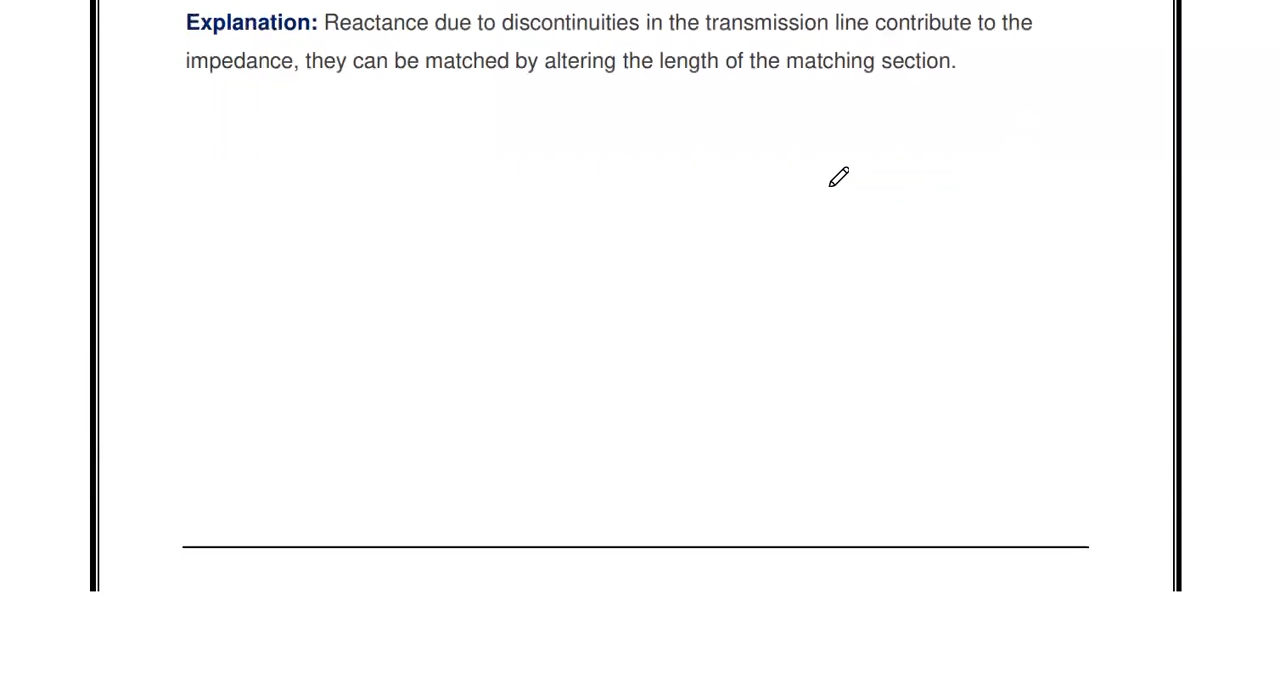 Explanation: Reactance due to discontinuities in the transmission line contribute to the
impedance, they can be matched by altering the length of the matching section.